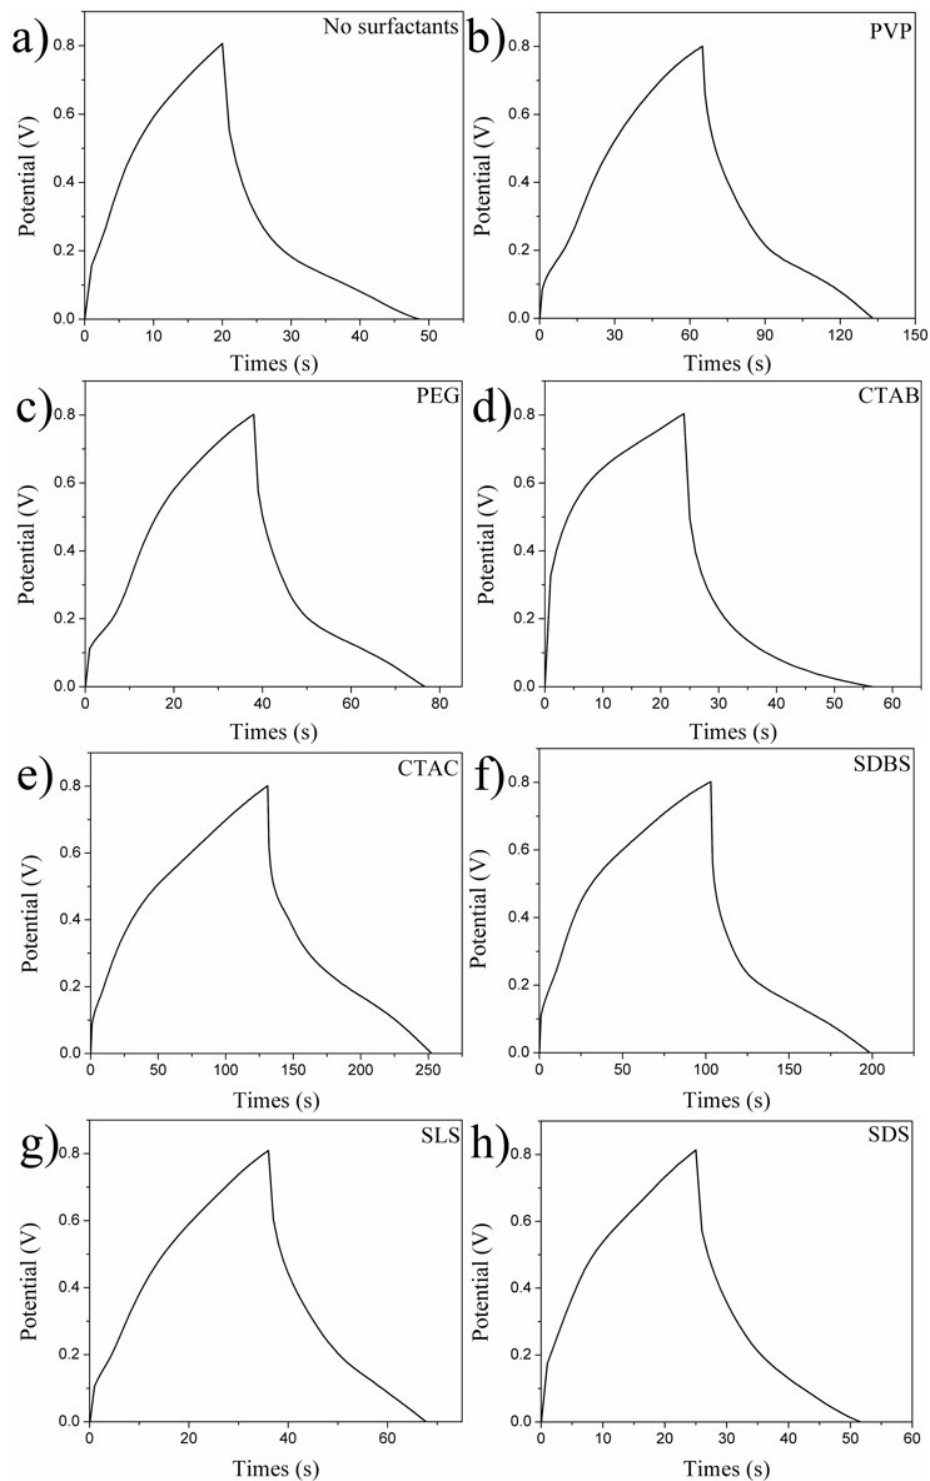 a)
No surfactants
0.8
0.6
0.4
0.2
0.0
Potential (V)
0 10 20 30 40 50
Times (s)
b)
PVP
0.8
0.6
0.4
0.2
0.0
Potential (V)
0 30 60 90 120 150
Times (s)
c)
PEG
0.8
0.6
0.4
0.2
0.0
Potential (V)
0 20 40 60 80
Times (s)
d)
CTAB
0.8
0.6
0.4
0.2
0.0
Potential (V)
0 10 20 30 40 50 60
Times (s)
e)
CTAC
0.8
0.6
0.4
0.2
0.0
Potential (V)
0 50 100 150 200 250
Times (s)
f)
SDBS
0.8
0.6
0.4
0.2
0.0
Potential (V)
0 50 100 150 200
Times (s)
g)
SLS
0.8
0.6
0.4
0.2
0.0
Potential (V)
0 20 40 60
Times (s)
h)
SDS
0.8
0.6
0.4
0.2
0.0
Potential (V)
0 10 20 30 40 50 60
Times (s)